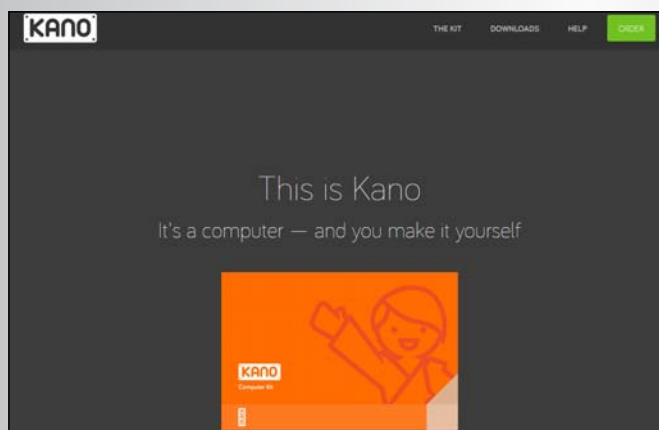 KANO
THE KIT DOWNLOADS HELP ORDER
This is Kano
It's a computer — and you make it yourself
KANO
Computer Kit